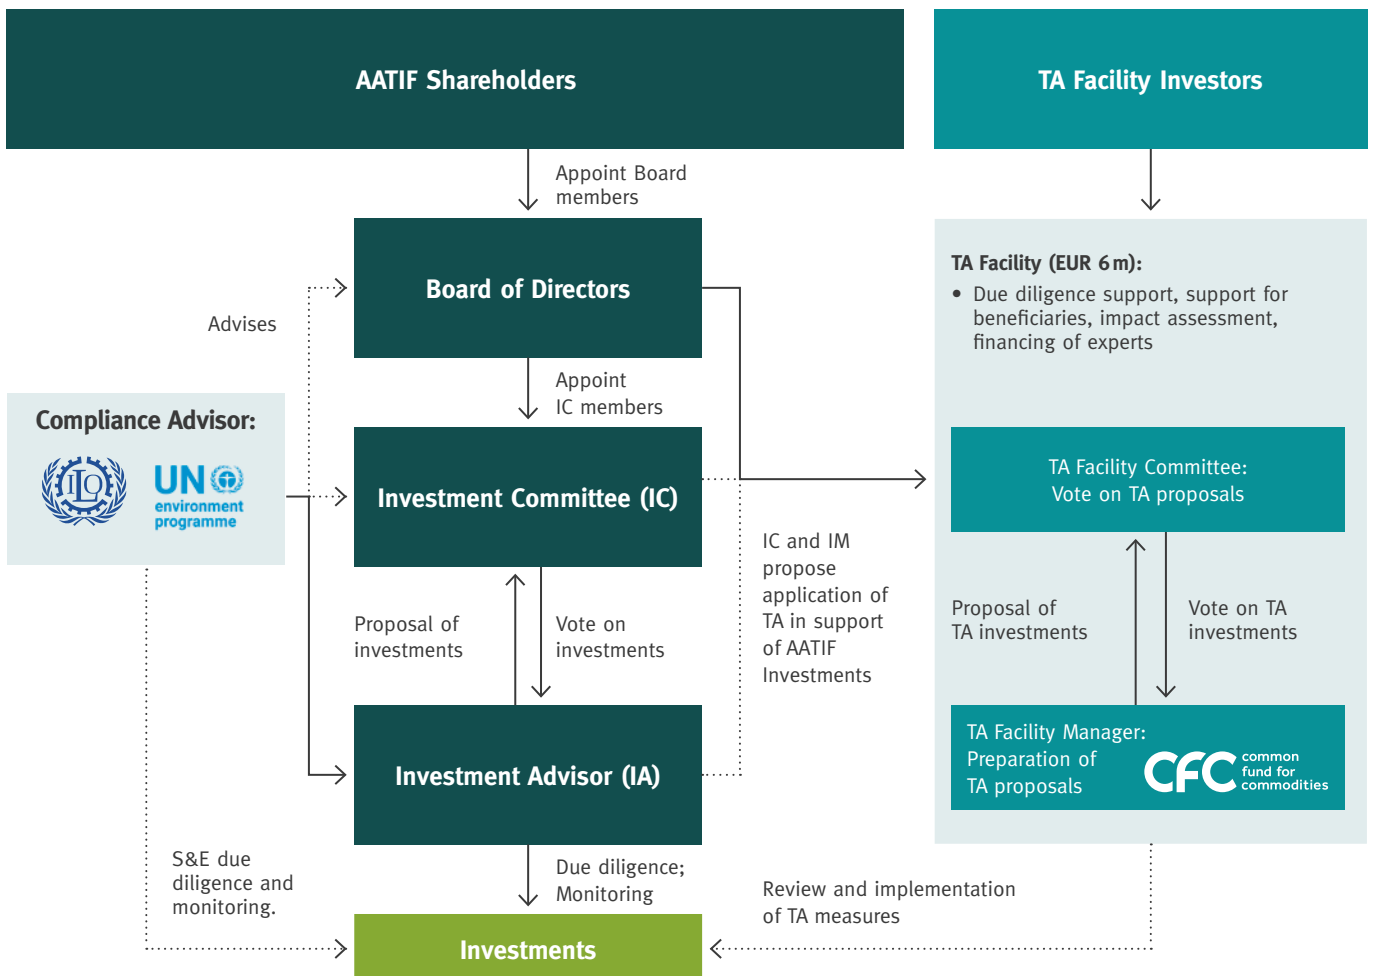 AATIF Shareholders
TA Facility Investors
Appoint Board
members
Board of Directors
Advises
TA Facility (EUR 6 m):
• Due diligence support, support for
beneficiaries, impact assessment,
financing of experts
Appoint
IC members
Compliance Advisor:
ILO
UN
environment
programme
Investment Committee (IC)
TA Facility Committee:
Vote on TA proposals
IC and IM
propose
application of
TA in support
of AATIF
Investments
Proposal of
investments
Vote on
investments
Proposal of
TA investments
Vote on TA
investments
Investment Advisor (IA)
TA Facility Manager:
Preparation of
TA proposals
CFC
common
fund for
commodities
S&E due
diligence and
monitoring.
Due diligence;
Monitoring
Review and implementation
of TA measures
Investments